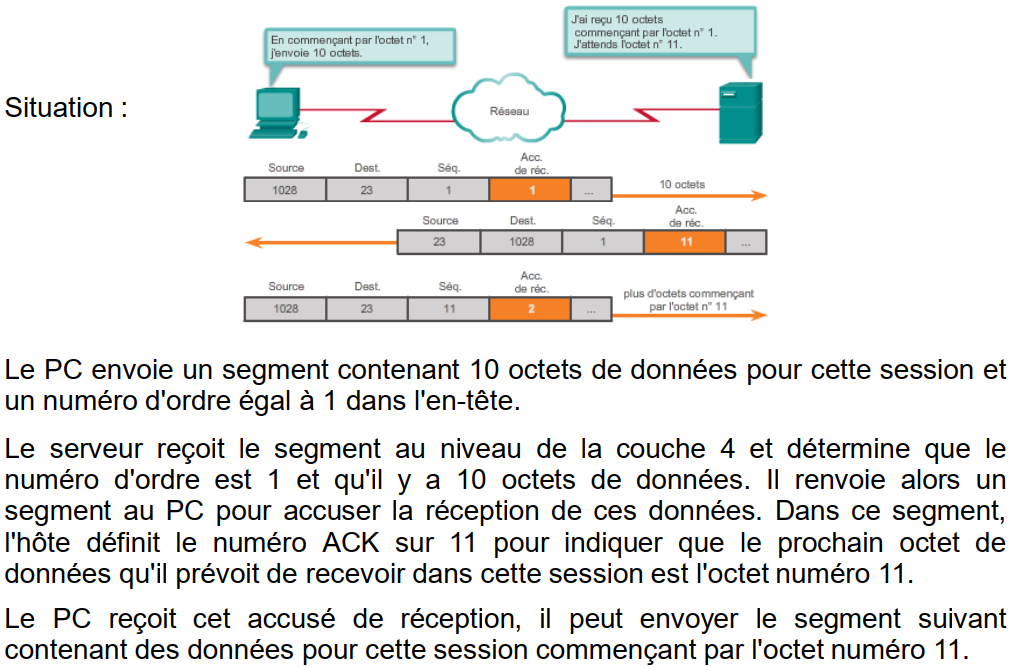 En commençant par l'octet n° 1,
j'envoie 10 octets.
J'ai reçu 10 octets
commençant par l'octet n° 1.
J'attends l'octet n° 11.
Situation :
Réseau
Source Dest. Séq. Acc. de réc.
1028 23 1 1 ... 10 octets
Source Dest. Séq. Acc. de réc.
23 1028 1 11 ...
Source Dest. Séq. Acc. de réc.
1028 23 11 2 ... plus d'octets commençant
par l'octet n° 11
Le PC envoie un segment contenant 10 octets de données pour cette session et
un numéro d'ordre égal à 1 dans l'en-tête.
Le serveur reçoit le segment au niveau de la couche 4 et détermine que le
numéro d'ordre est 1 et qu'il y a 10 octets de données. Il renvoie alors un
segment au PC pour accuser la réception de ces données. Dans ce segment,
l'hôte définit le numéro ACK sur 11 pour indiquer que le prochain octet de
données qu'il prévoit de recevoir dans cette session est l'octet numéro 11.
Le PC reçoit cet accusé de réception, il peut envoyer le segment suivant
contenant des données pour cette session commençant par l'octet numéro 11.